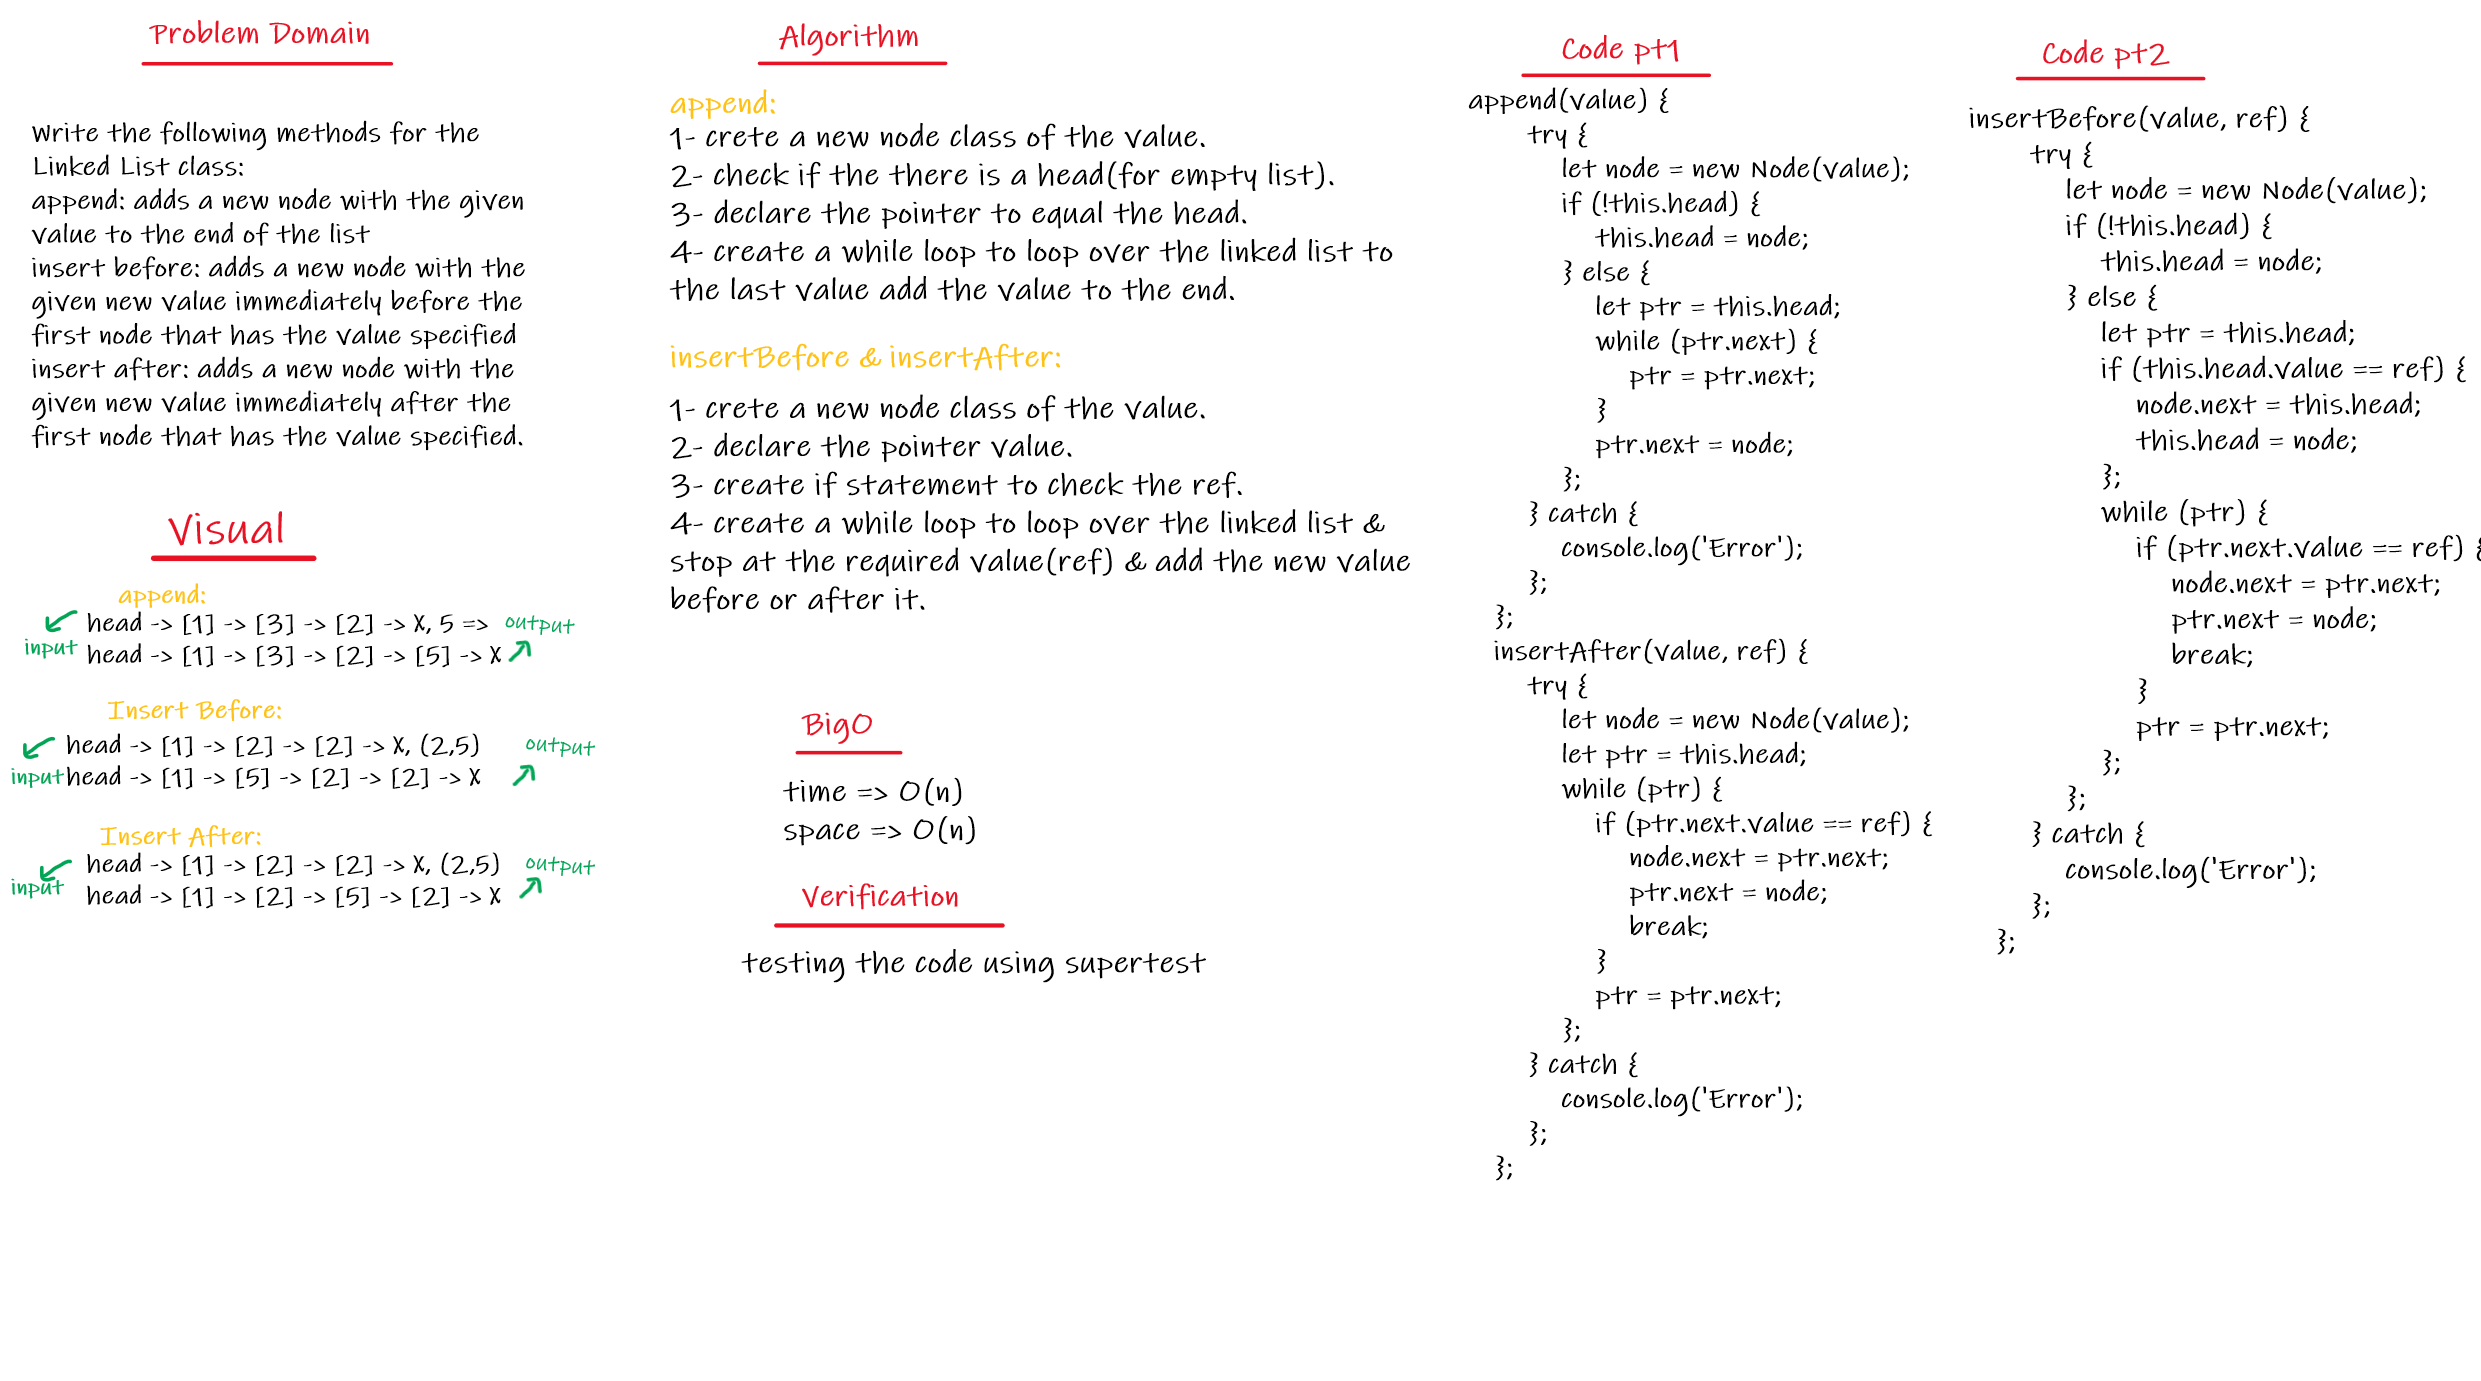 Problem Domain
Write the following methods for the
Linked List class:
append: adds a new node with the given
value to the end of the list
insert before: adds a new node with the
given new value immediately before the
first node that has the value specified
insert after: adds a new node with the
given new value immediately after the
first node that has the value specified.
Visual
append:
head -> [1] -> [3] -> [2] -> X, 5 => output
input head -> [1] -> [3] -> [2] -> [5] -> X
Insert Before:
head -> [1] -> [2] -> [2] -> X, (2,5) output
input head -> [1] -> [5] -> [2] -> [2] -> X
Insert After:
head -> [1] -> [2] -> [2] -> X, (2,5) output
input head -> [1] -> [2] -> [5] -> [2] -> X
Algorithm
append:
1- crete a new node class of the value.
2- check if the there is a head(for empty list).
3- declare the pointer to equal the head.
4- create a while loop to loop over the linked list to
the last value add the value to the end.
insertBefore & insertAfter:
1- crete a new node class of the value.
2- declare the pointer value.
3- create if statement to check the ref.
4- create a while loop to loop over the linked list &
stop at the required value(ref) & add the new value
before or after it.
BigO
time => O(n)
space => O(n)
Verification
testing the code using supertest
Code pt1
append(value) {
try {
let node = new Node(value);
if (!this.head) {
this.head = node;
} else {
let ptr = this.head;
while (ptr.next) {
ptr = ptr.next;
}
ptr.next = node;
};
} catch {
console.log('Error');
};
};
insertAfter(value, ref) {
try {
let node = new Node(value);
let ptr = this.head;
while (ptr) {
if (ptr.next.value == ref) {
node.next = ptr.next;
ptr.next = node;
break;
}
ptr = ptr.next;
};
} catch {
console.log('Error');
};
};
Code pt2
insertBefore(value, ref) {
try {
let node = new Node(value);
if (!this.head) {
this.head = node;
} else {
let ptr = this.head;
if (this.head.value == ref) {
node.next = this.head;
this.head = node;
};
while (ptr) {
if (ptr.next.value == ref) {
node.next = ptr.next;
ptr.next = node;
break;
}
ptr = ptr.next;
};
};
} catch {
console.log('Error');
};
};